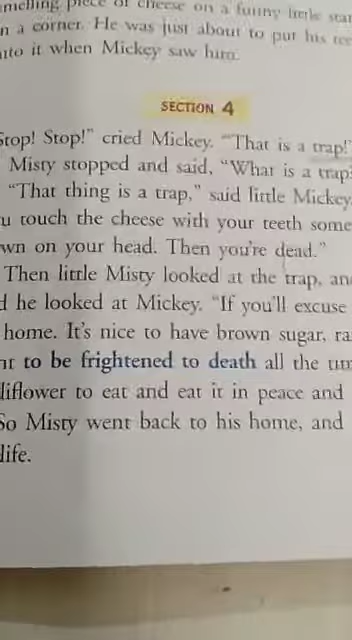 smelling piece of cheese on a funny little
n a corner. He was just about to put his
nto it when Mickey saw him.
SECTION 4
Stop! Stop!” cried Mickey. “That is a trap!”
Misty stopped and said, “What is a trap?
“That thing is a trap,” said little Mickey.
u touch the cheese with your teeth some
wn on your head. Then you’re dead.”
Then little Misty looked at the trap, an
d he looked at Mickey. “If you’ll excuse
home. It’s nice to have brown sugar, ra
nt to be frightened to death all the tim
liflower to eat and eat it in peace and
So Misty went back to his home, and
life.